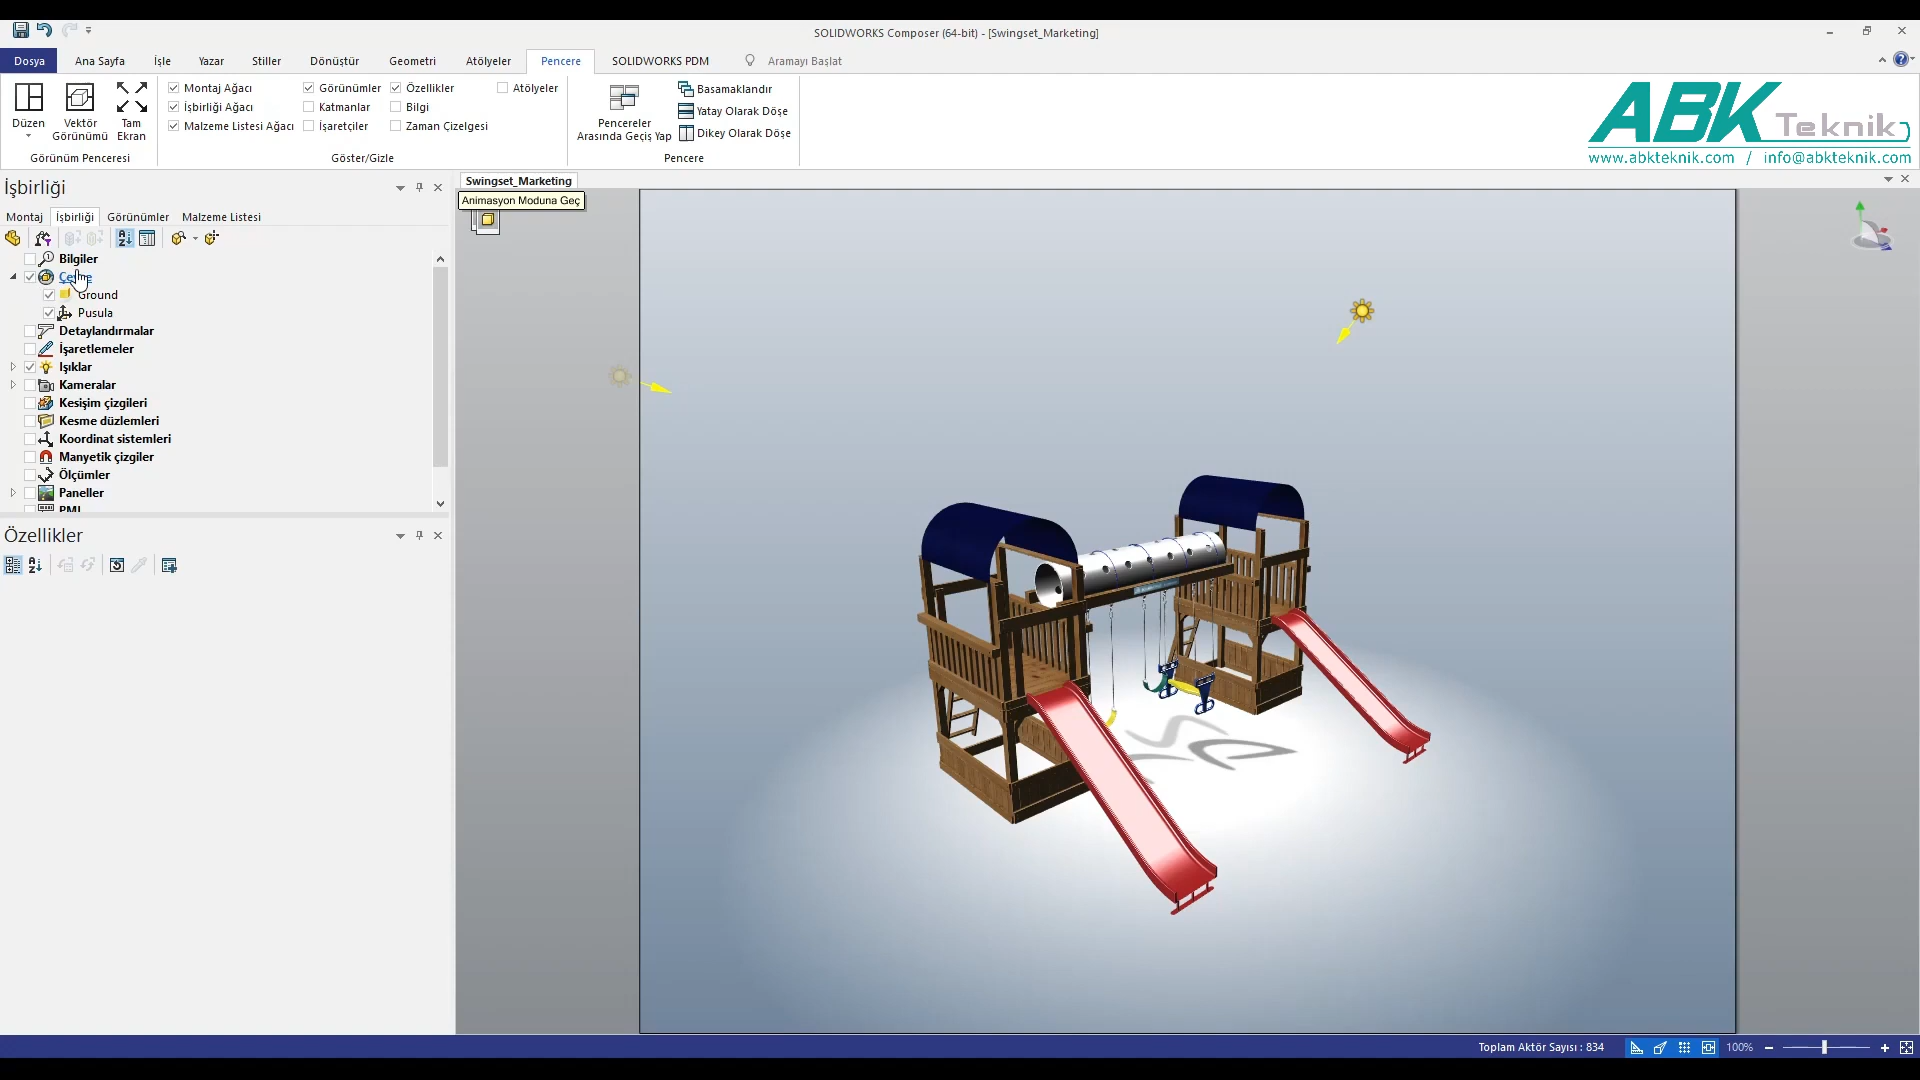 SOLIDWORKS Composer (64-bit) - [Swingset_Marketing]
Dosya Ana Sayfa İşle Yazar Stiller Dönüştür Geometri Atölyeler Pencere SOLIDWORKS PDM Aramayı Başlat
Düzen
Vektör Görünümü
Tam Ekran
Görünüm Penceresi
Montaj Ağacı Görünümler Özellikler Atölyeler
İşbirliği Ağacı Katmanlar Bilgi
Malzeme Listesi Ağacı İşaretçiler Zaman Çizelgesi
Göster/Gizle
Pencereler Arasında Geçiş Yap
Basamaklandır
Yatay Olarak Döşe
Dikey Olarak Döşe
Pencere
ABK Teknik
www.abkteknik.com / info@abkteknik.com
İşbirliği
Montaj İşbirliği Görünümler Malzeme Listesi
Swingset_Marketing
Animasyon Moduna Geç
Bilgiler
Ground
Pusula
Detaylandırmalar
İşaretlemeler
Işıklar
Kameralar
Kesişim çizgileri
Kesme düzlemleri
Koordinat sistemleri
Manyetik çizgiler
Ölçümler
Paneller
PMI
Özellikler
Toplam Aktör Sayısı : 834 100%